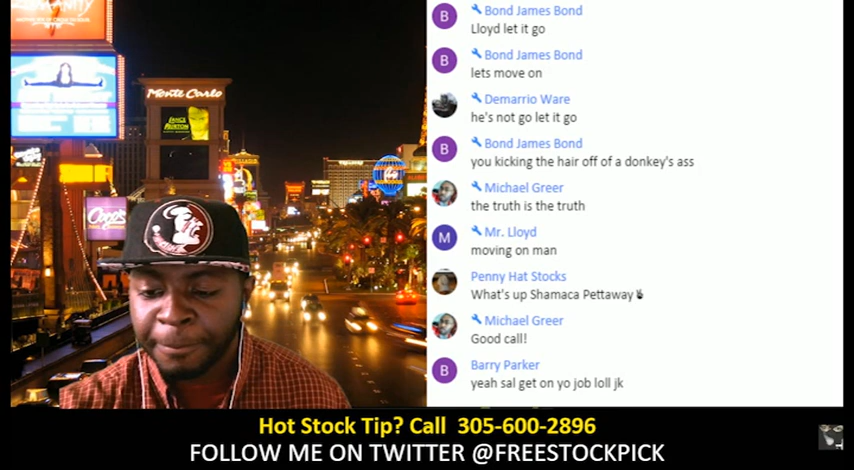 INSANITY
Monte Carlo
LANCE
BURTON
Coco's
B
Bond James Bond
Lloyd let it go
B
Bond James Bond
lets move on
Demarrio Ware
he's not go let it go
B
Bond James Bond
you kicking the hair off of a donkey's ass
Michael Greer
the truth is the truth
M
Mr. Lloyd
moving on man
Penny Hat Stocks
What's up Shamaca Pettaway
Michael Greer
Good call!
B
Barry Parker
yeah sal get on yo job loll jk
Hot Stock Tip? Call 305-600-2896
FOLLOW ME ON TWITTER @FREESTOCKPICK